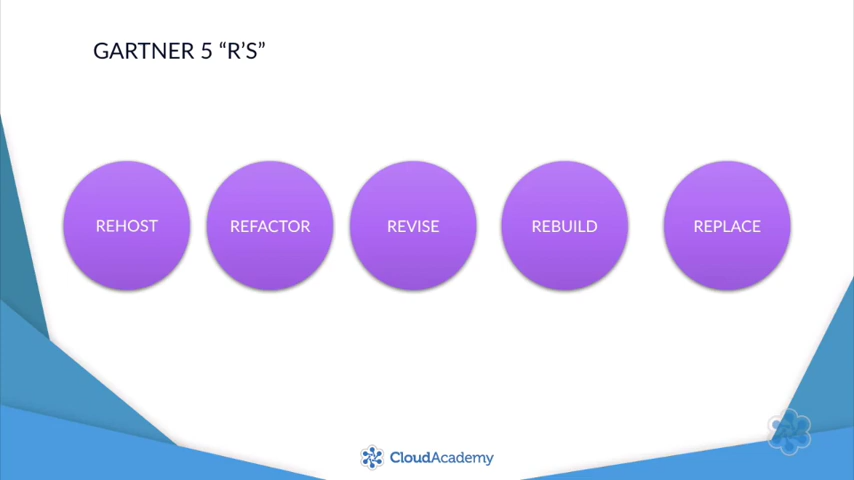 GARTNER 5 “R’S”
REHOST
REFACTOR
REVISE
REBUILD
REPLACE
CloudAcademy